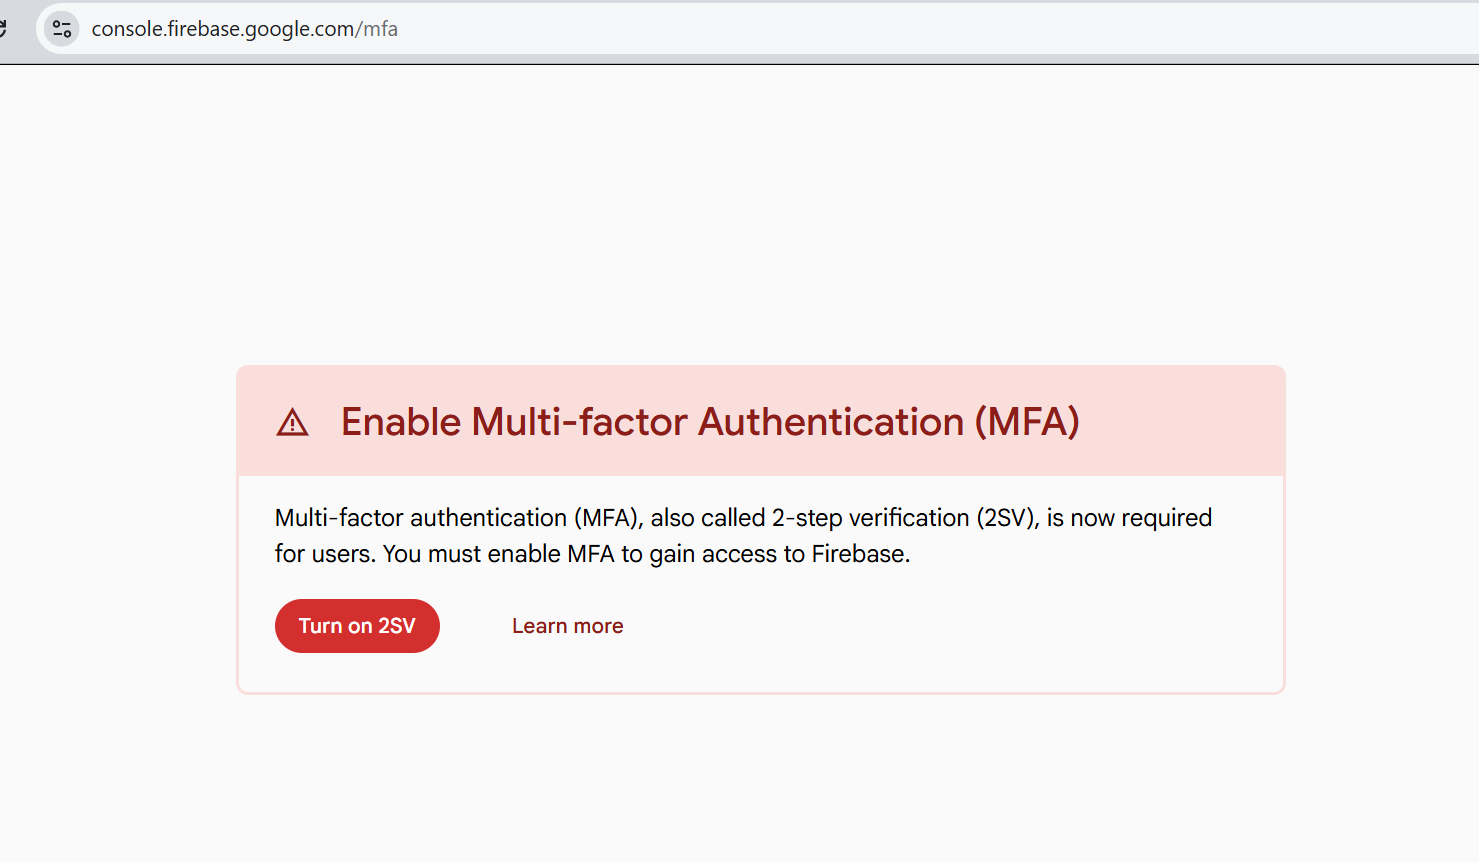 console.firebase.google.com/mfa
Enable Multi-factor Authentication (MFA)
Multi-factor authentication (MFA), also called 2-step verification (2SV), is now required
for users. You must enable MFA to gain access to Firebase.
Turn on 2SV
Learn more